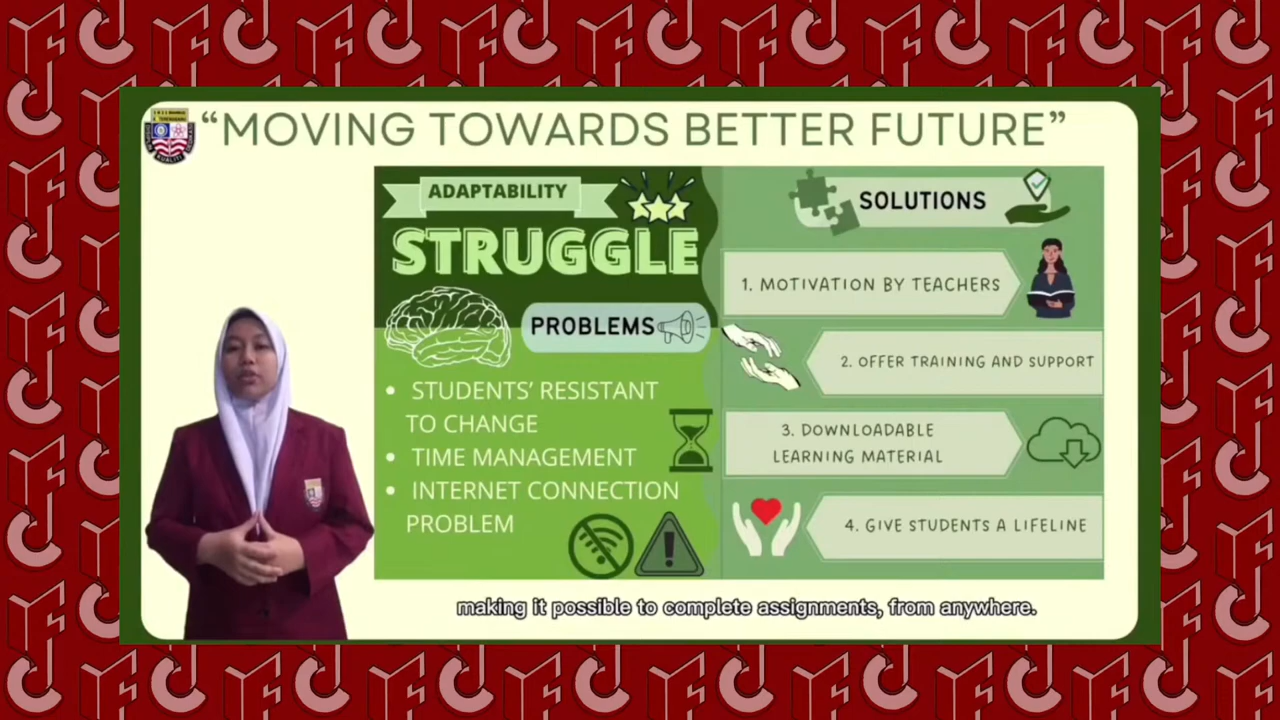 “MOVING TOWARDS BETTER FUTURE”
ADAPTABILITY
STRUGGLE
PROBLEMS
• STUDENTS’ RESISTANT
TO CHANGE
• TIME MANAGEMENT
• INTERNET CONNECTION
PROBLEM
SOLUTIONS
1. MOTIVATION BY TEACHERS
2. OFFER TRAINING AND SUPPORT
3. DOWNLOADABLE
LEARNING MATERIAL
4. GIVE STUDENTS A LIFELINE
making it possible to complete assignments, from anywhere.